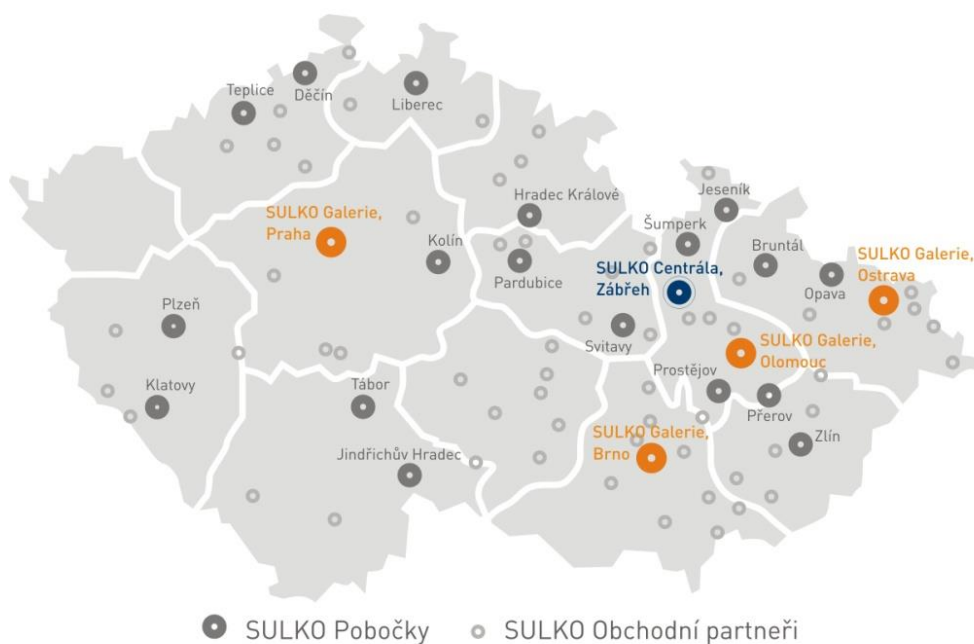 Teplice
Děčín
Liberec
SULKO Galerie,
Praha
Kolín
Hradec Králové
Pardubice
Jeseník
Šumperk
SULKO Centrála,
Zábřeh
Bruntál
Opava
SULKO Galerie,
Ostrava
Plzeň
Svitavy
SULKO Galerie,
Olomouc
Klatovy
Tábor
Prostějov
Přerov
Jindřichův Hradec
SULKO Galerie,
Brno
Zlín
SULKO Pobočky
SULKO Obchodní partneři